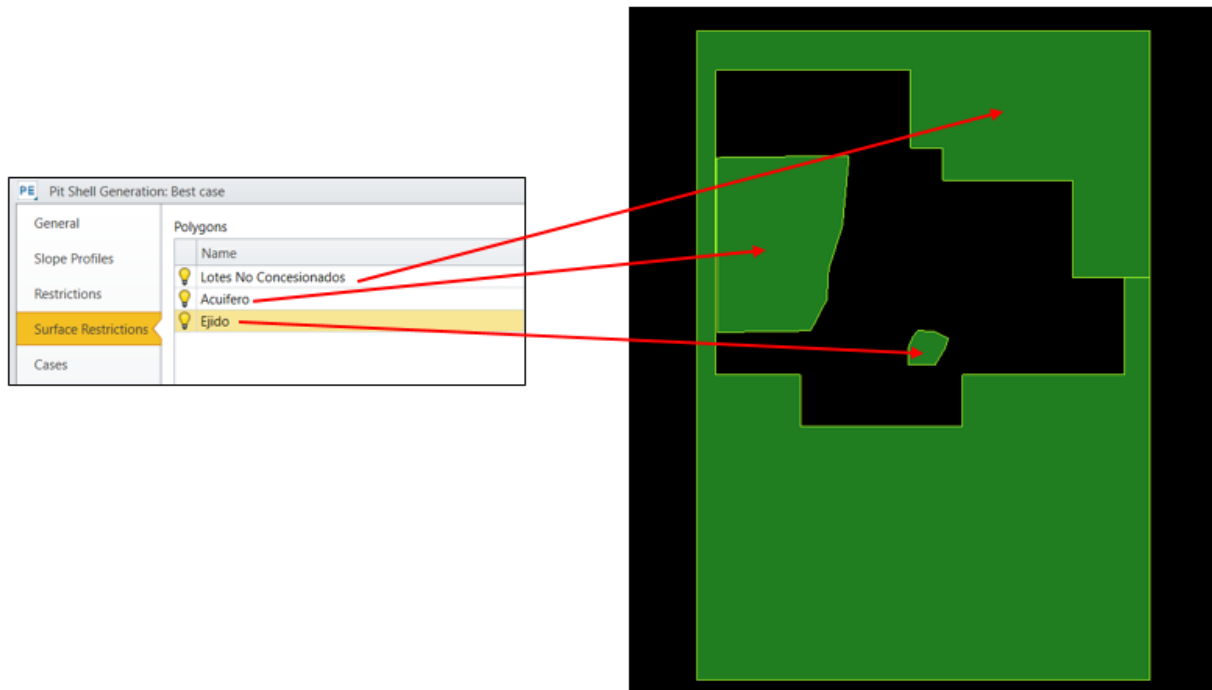 PE Pit Shell Generation: Best case
General
Slope Profiles
Restrictions
Surface Restrictions
Cases
Polygons
Name
Lotes No Concesionados
Acuifero
Ejido